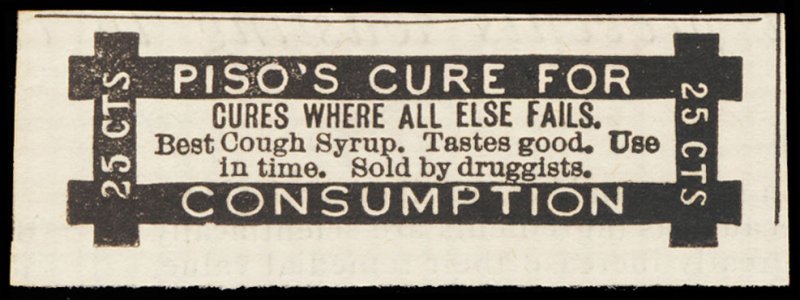 PISO'S CURE FOR
25 CTS
CURES WHERE ALL ELSE FAILS.
Best Cough Syrup. Tastes good. Use
in time. Sold by druggists.
25 CTS
CONSUMPTION